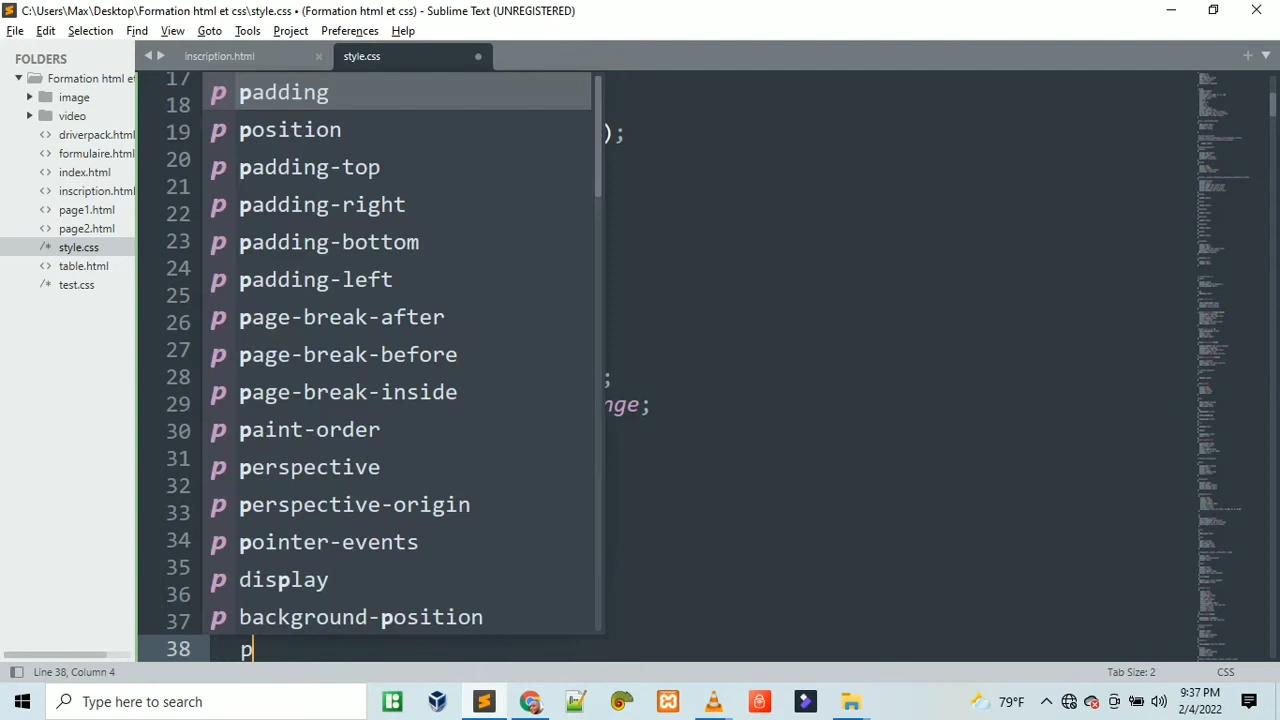 C:\Users\Max\Desktop\Formation html et css\style.css • (Formation html et css) - Sublime Text (UNREGISTERED)
File Edit Selection Find View Goto Tools Project Preferences Help
FOLDERS
Formation html et
image
video
driverpack.html
formulaire.html
index.html
inscription.html
page1.html
page2.html
style.css
table.html
test.css
inscription.html
style.css
17
18
19 );
20
21
22
23
24
25
26
27
28 ;
29 nge;
30
31
32
33
34
35
36
37
38 p
p padding
p position
p padding-top
p padding-right
p padding-bottom
p padding-left
p page-break-after
p page-break-before
p page-break-inside
p paint-order
p perspective
p perspective-origin
p pointer-events
p display
p background-position
Line 38, Column 4
Tab Size: 2
CSS
Type here to search
79°F
9:37 PM
2/4/2022